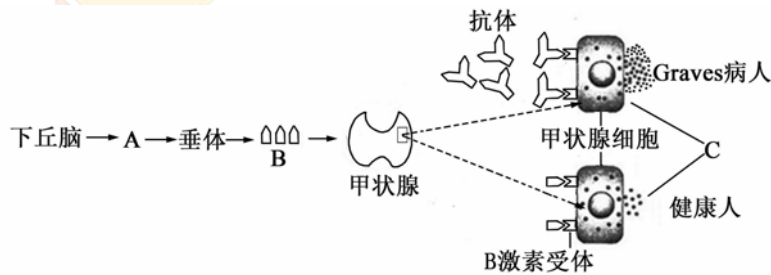 抗体
Graves病人
下丘脑 A 垂体 B 甲状腺
甲状腺细胞
C
健康人
B激素受体